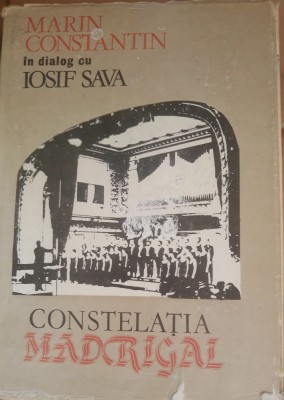 MARIN
CONSTANTIN
în dialog cu
IOSIF SAVA
CONSTELAȚIA
MADRIGAL